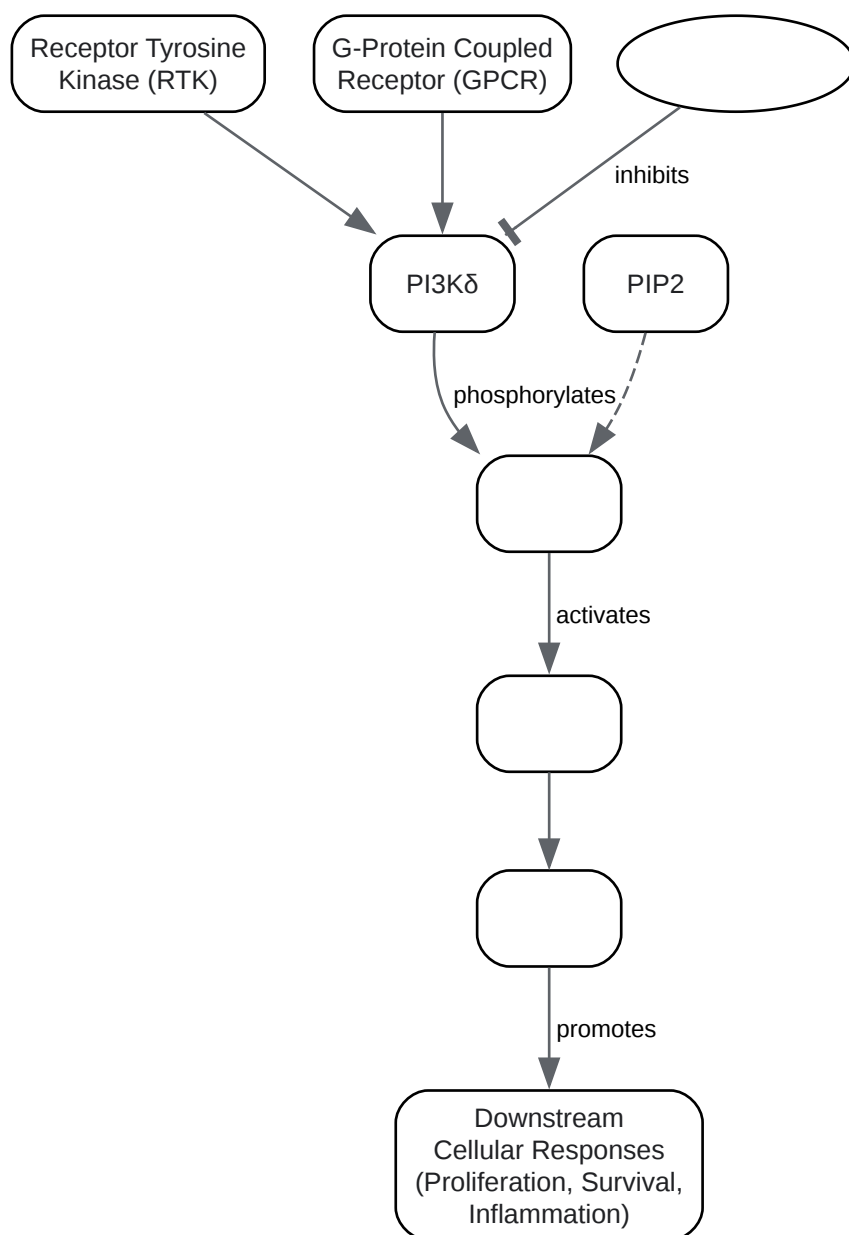 Receptor Tyrosine
Kinase (RTK)
G-Protein Coupled
Receptor (GPCR)
inhibits
PI3Kδ
PIP2
phosphorylates
activates
promotes
Downstream
Cellular Responses
(Proliferation, Survival,
Inflammation)